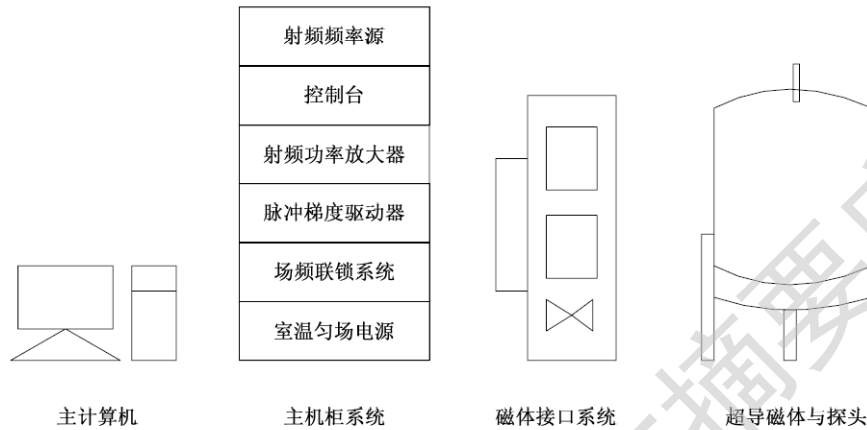 射频频率源
控制台
射频功率放大器
脉冲梯度驱动器
场频联锁系统
室温匀场电源
主计算机
主机柜系统
磁体接口系统
超导磁体与探头
摘要